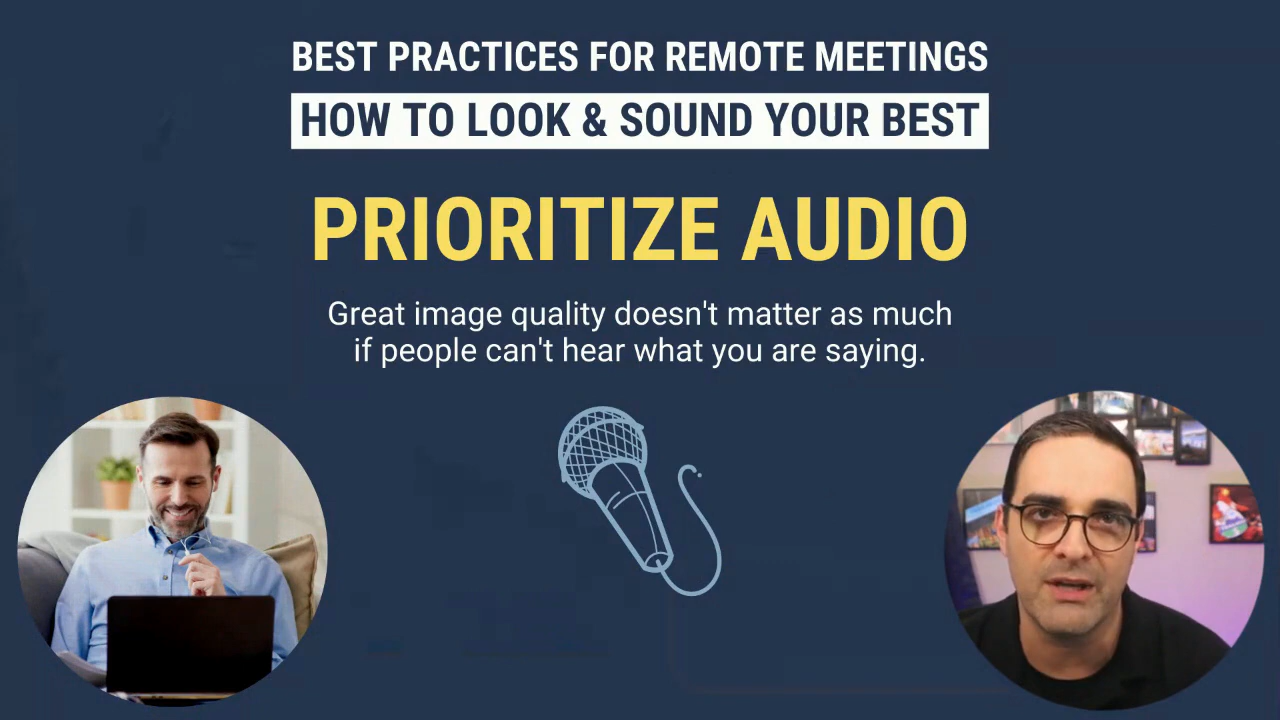 BEST PRACTICES FOR REMOTE MEETINGS
HOW TO LOOK & SOUND YOUR BEST
PRIORITIZE AUDIO
Great image quality doesn't matter as much
if people can't hear what you are saying.